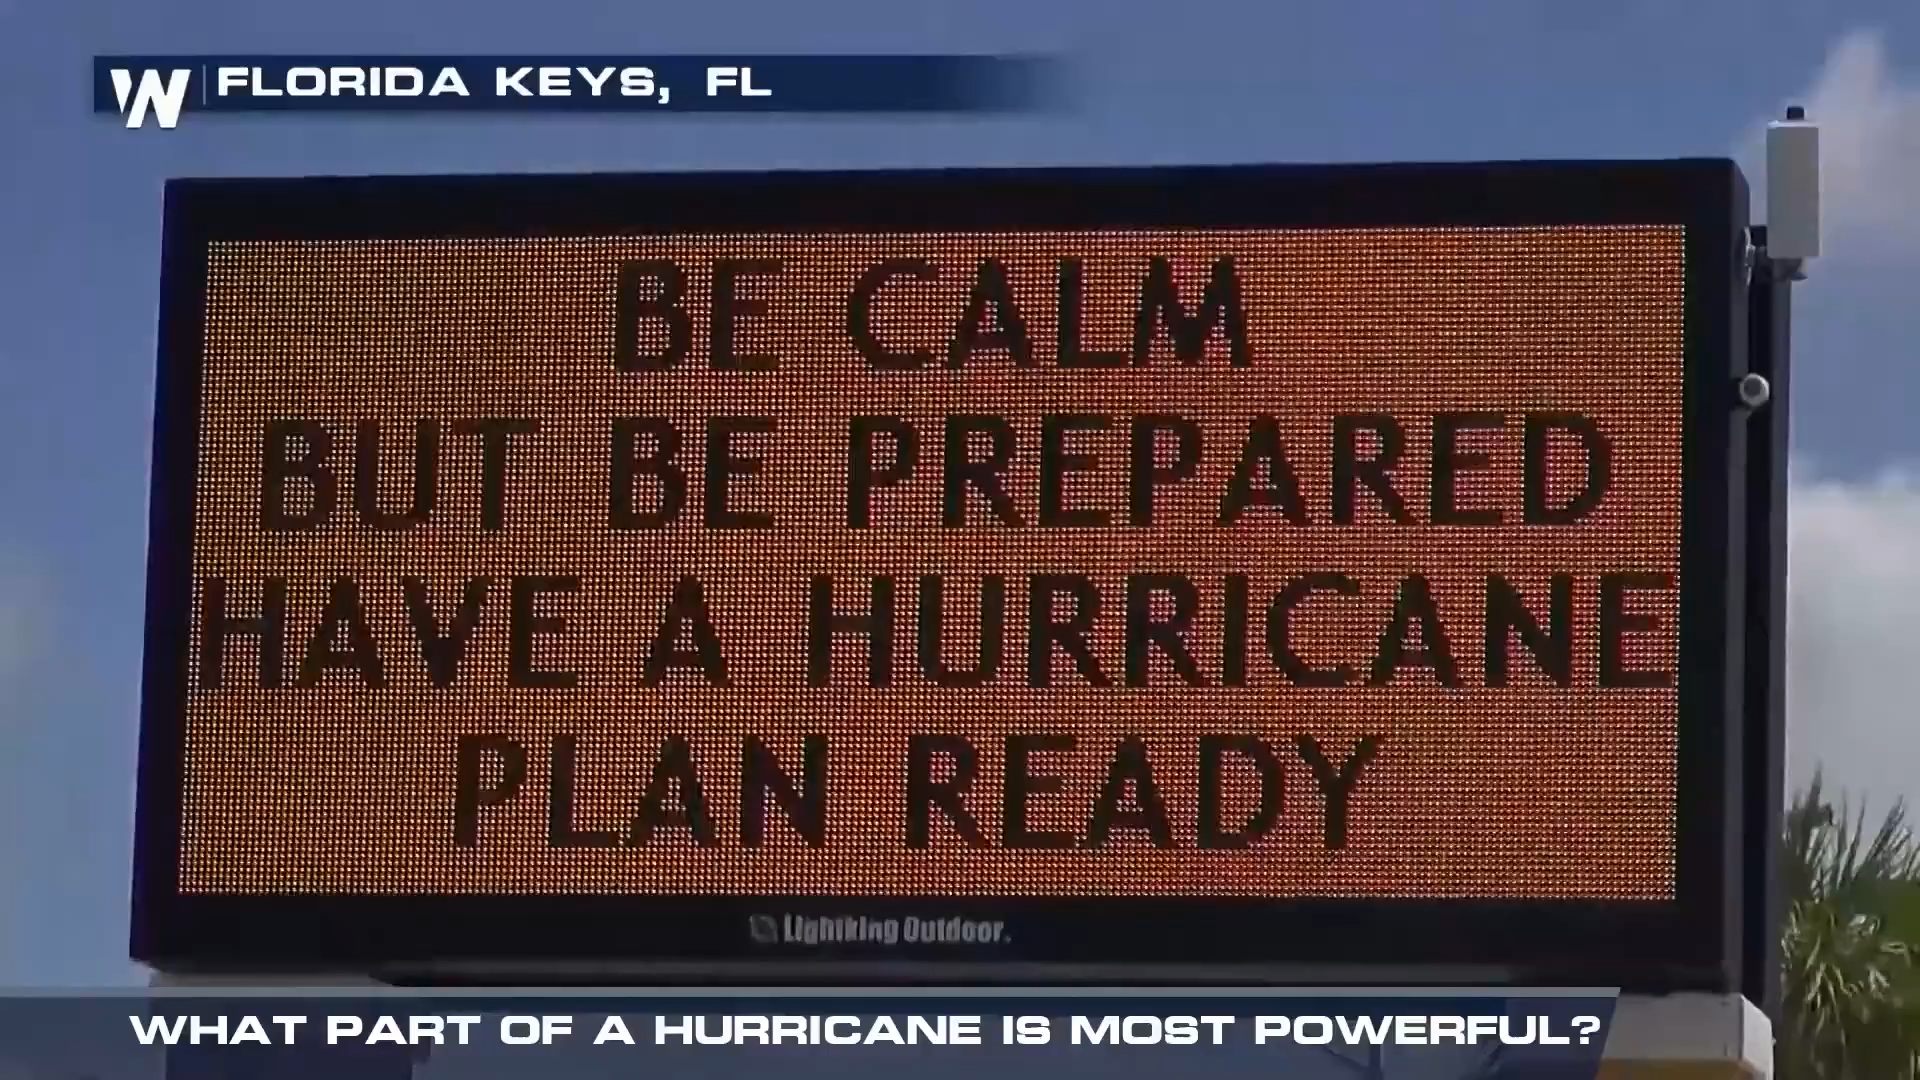 W FLORIDA KEYS, FL
BE CALM
BUT BE PREPARED
HAVE A HURRICANE
PLAN READY
Lightking Outdoor.
WHAT PART OF A HURRICANE IS MOST POWERFUL?